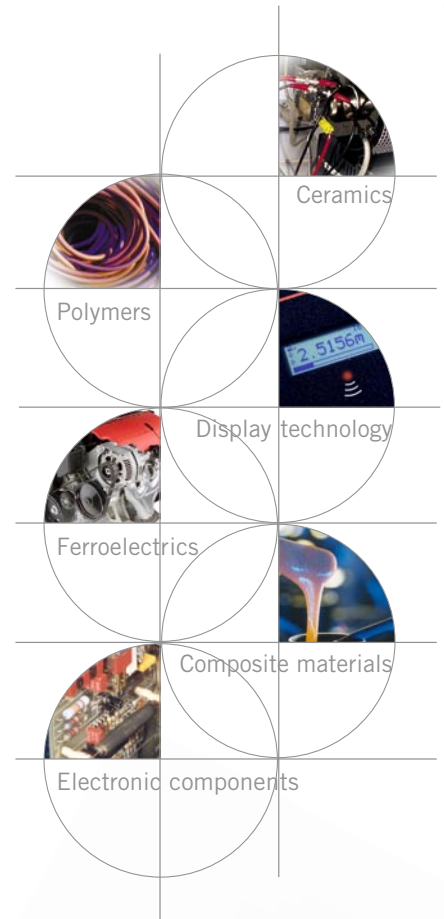 Ceramics
Polymers
2.5156m
Display technology
Ferroelectrics
Composite materials
Electronic components